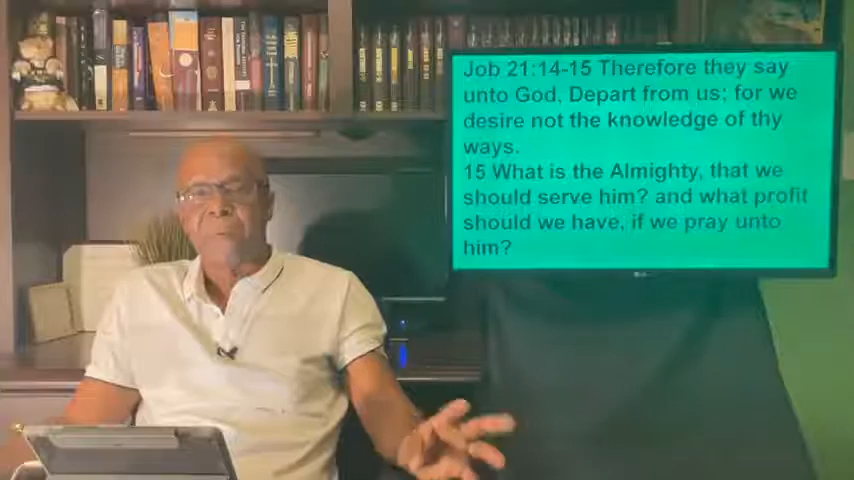 Job 21:14-15 Therefore they say
unto God, Depart from us; for we
desire not the knowledge of thy
ways.
15 What is the Almighty, that we
should serve him? and what profit
should we have, if we pray unto
him?